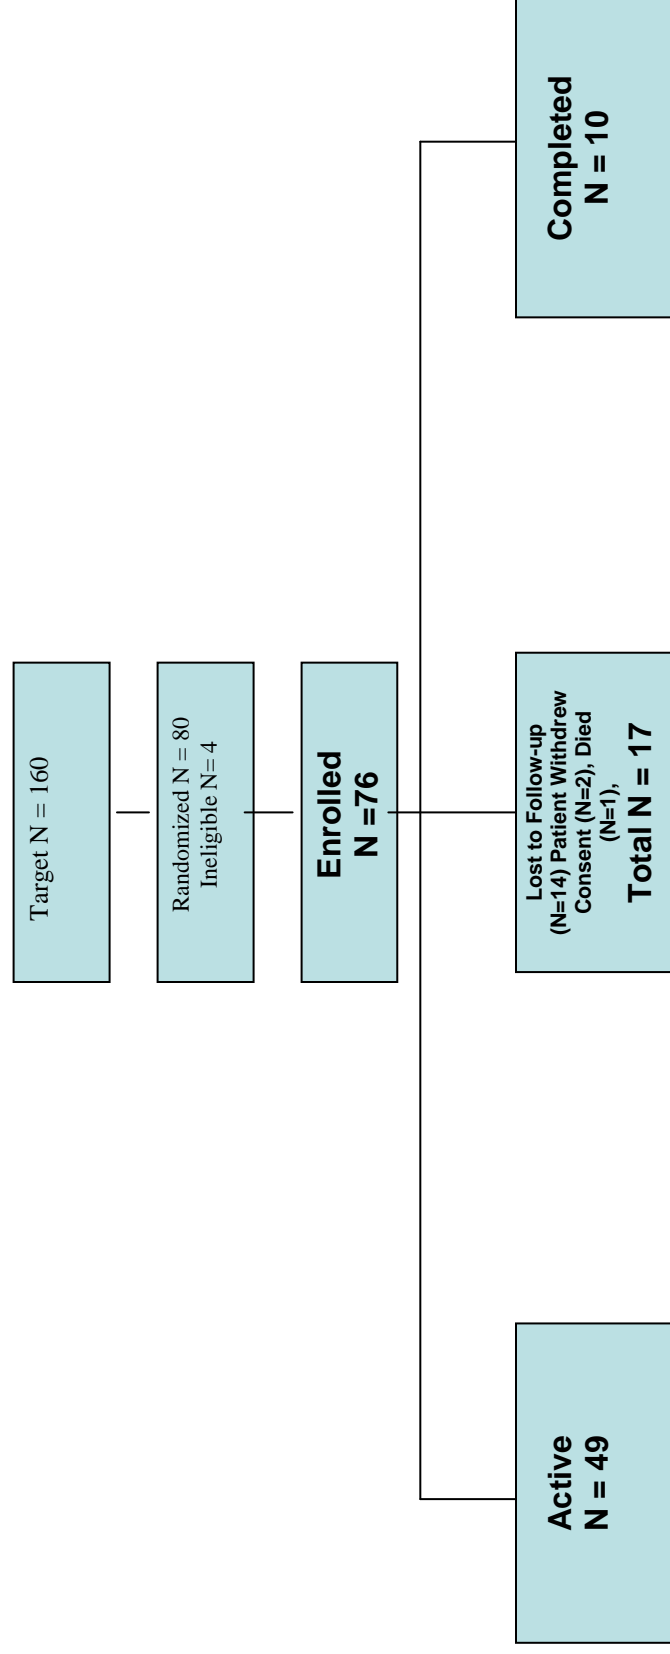 Target N = 160
Randomized N = 80
Ineligible N= 4
Enrolled
N =76
Active
N = 49
Lost to Follow-up
(N=14) Patient Withdrew
Consent (N=2), Died
(N=1),
Total N = 17
Completed
N = 10